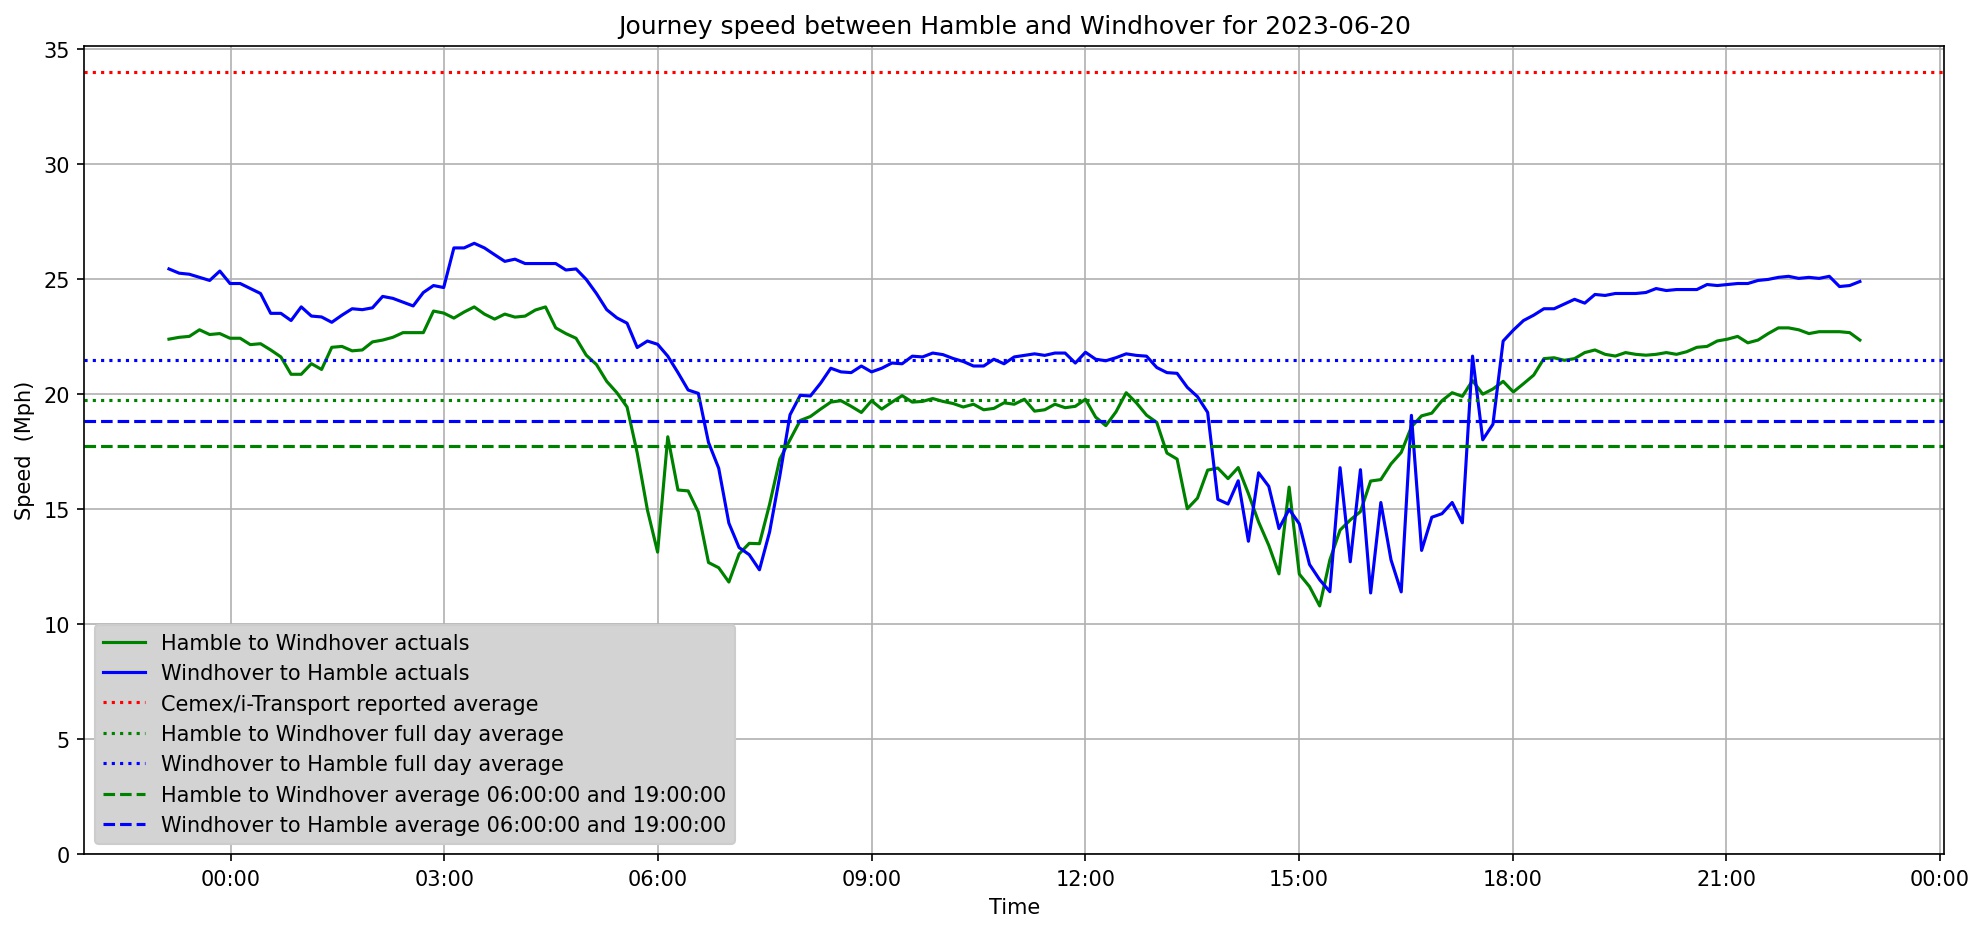 Journey speed between Hamble and Windhover for 2023-06-20
35
30
25
20
15
10
5
0
Speed (Mph)
Hamble to Windhover actuals
Windhover to Hamble actuals
Cemex/i-Transport reported average
Hamble to Windhover full day average
Windhover to Hamble full day average
Hamble to Windhover average 06:00:00 and 19:00:00
Windhover to Hamble average 06:00:00 and 19:00:00
00:00 03:00 06:00 09:00 12:00 15:00 18:00 21:00 00:00
Time